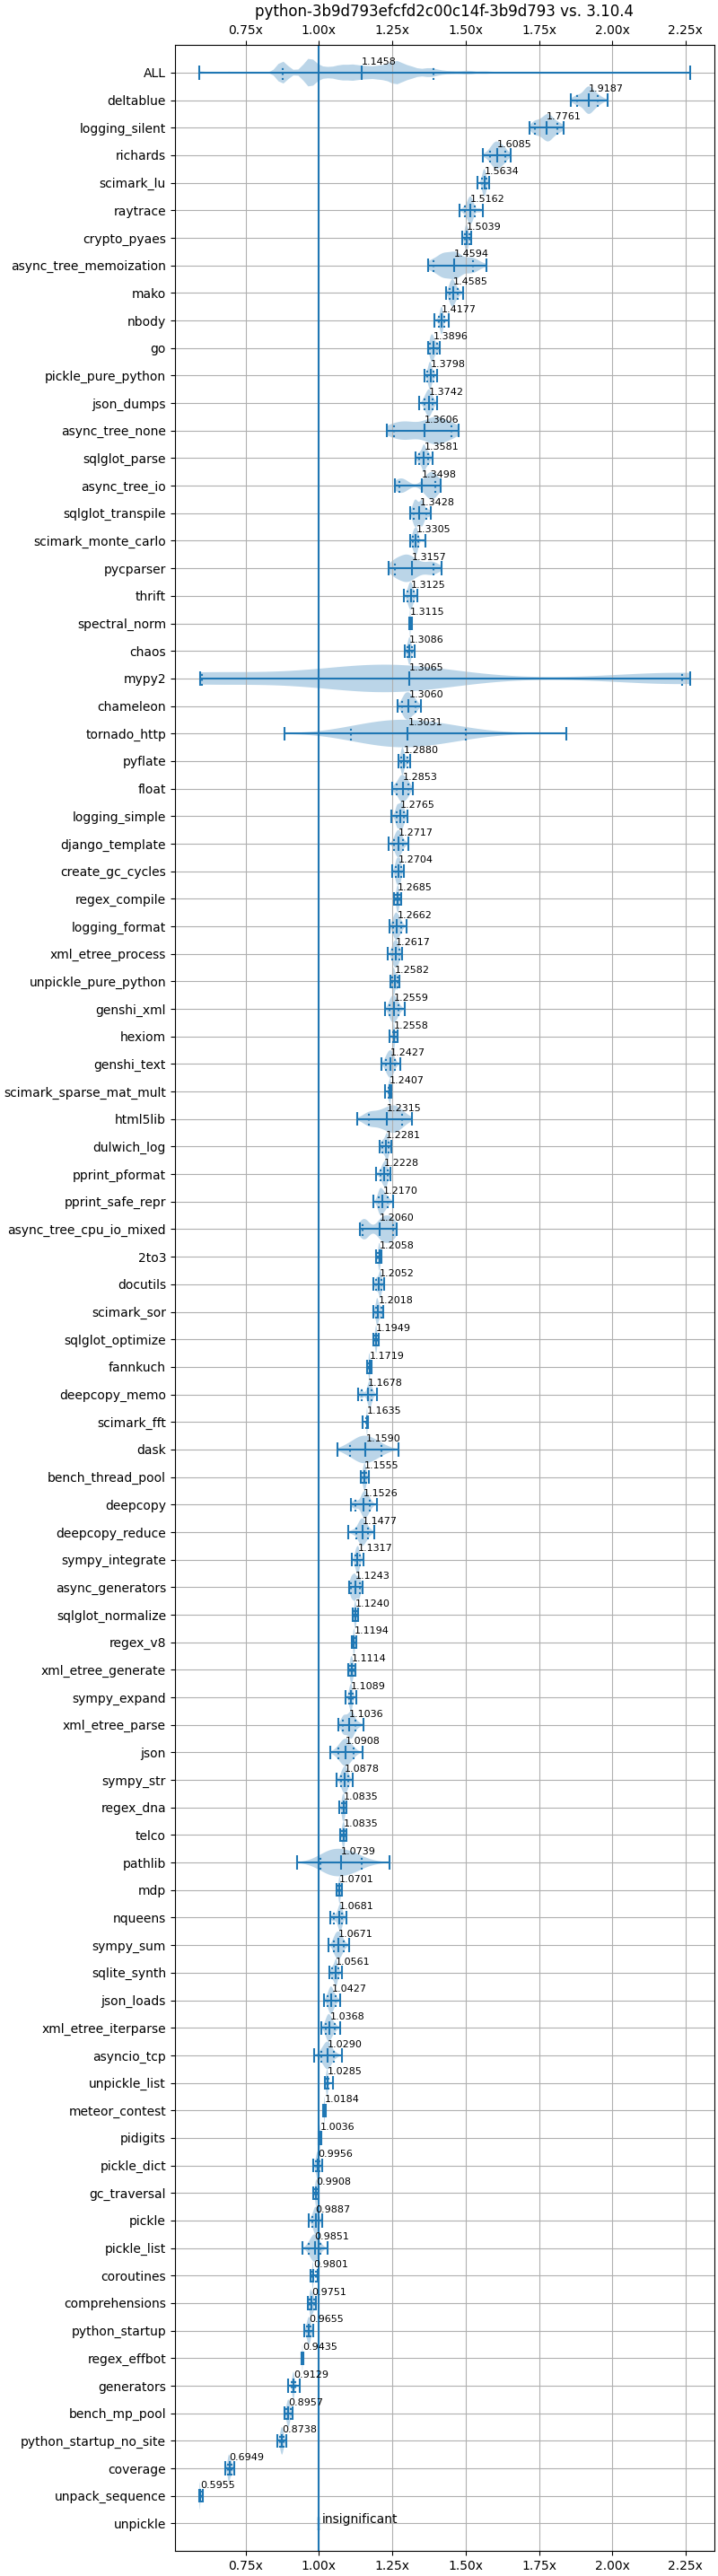 python-3b9d793efcfd2c00c14f-3b9d793 vs. 3.10.4
0.75x 1.00x 1.25x 1.50x 1.75x 2.00x 2.25x
ALL 1.1458
deltablue 1.9187
logging_silent 1.7761
richards 1.6085
scimark_lu 1.5634
raytrace 1.5162
crypto_pyaes 1.5039
async_tree_memoization 1.4594
mako 1.4585
nbody 1.4177
go 1.3896
pickle_pure_python 1.3798
json_dumps 1.3742
async_tree_none 1.3606
sqlglot_parse 1.3581
async_tree_io 1.3498
sqlglot_transpile 1.3428
scimark_monte_carlo 1.3305
pycparser 1.3157
thrift 1.3125
spectral_norm 1.3115
chaos 1.3086
mypy2 1.3065
chameleon 1.3060
tornado_http 1.3031
pyflate 1.2880
float 1.2853
logging_simple 1.2765
django_template 1.2717
create_gc_cycles 1.2704
regex_compile 1.2685
logging_format 1.2662
xml_etree_process 1.2617
unpickle_pure_python 1.2582
genshi_xml 1.2559
hexiom 1.2558
genshi_text 1.2427
scimark_sparse_mat_mult 1.2407
html5lib 1.2315
dulwich_log 1.2281
pprint_pformat 1.2228
pprint_safe_repr 1.2170
async_tree_cpu_io_mixed 1.2060
2to3 1.2058
docutils 1.2052
scimark_sor 1.2018
sqlglot_optimize 1.1949
fannkuch 1.1719
deepcopy_memo 1.1678
scimark_fft 1.1635
dask 1.1590
bench_thread_pool 1.1555
deepcopy 1.1526
deepcopy_reduce 1.1477
sympy_integrate 1.1317
async_generators 1.1243
sqlglot_normalize 1.1240
regex_v8 1.1194
xml_etree_generate 1.1114
sympy_expand 1.1089
xml_etree_parse 1.1036
json 1.0908
sympy_str 1.0878
regex_dna 1.0835
telco 1.0835
pathlib 1.0739
mdp 1.0701
nqueens 1.0681
sympy_sum 1.0671
sqlite_synth 1.0561
json_loads 1.0427
xml_etree_iterparse 1.0368
asyncio_tcp 1.0290
unpickle_list 1.0285
meteor_contest 1.0184
pidigits 1.0036
pickle_dict 0.9956
gc_traversal 0.9908
pickle 0.9887
pickle_list 0.9851
coroutines 0.9801
comprehensions 0.9751
python_startup 0.9655
regex_effbot 0.9435
generators 0.9129
bench_mp_pool 0.8957
python_startup_no_site 0.8738
coverage 0.6949
unpack_sequence 0.5955
unpickle insignificant
0.75x 1.00x 1.25x 1.50x 1.75x 2.00x 2.25x